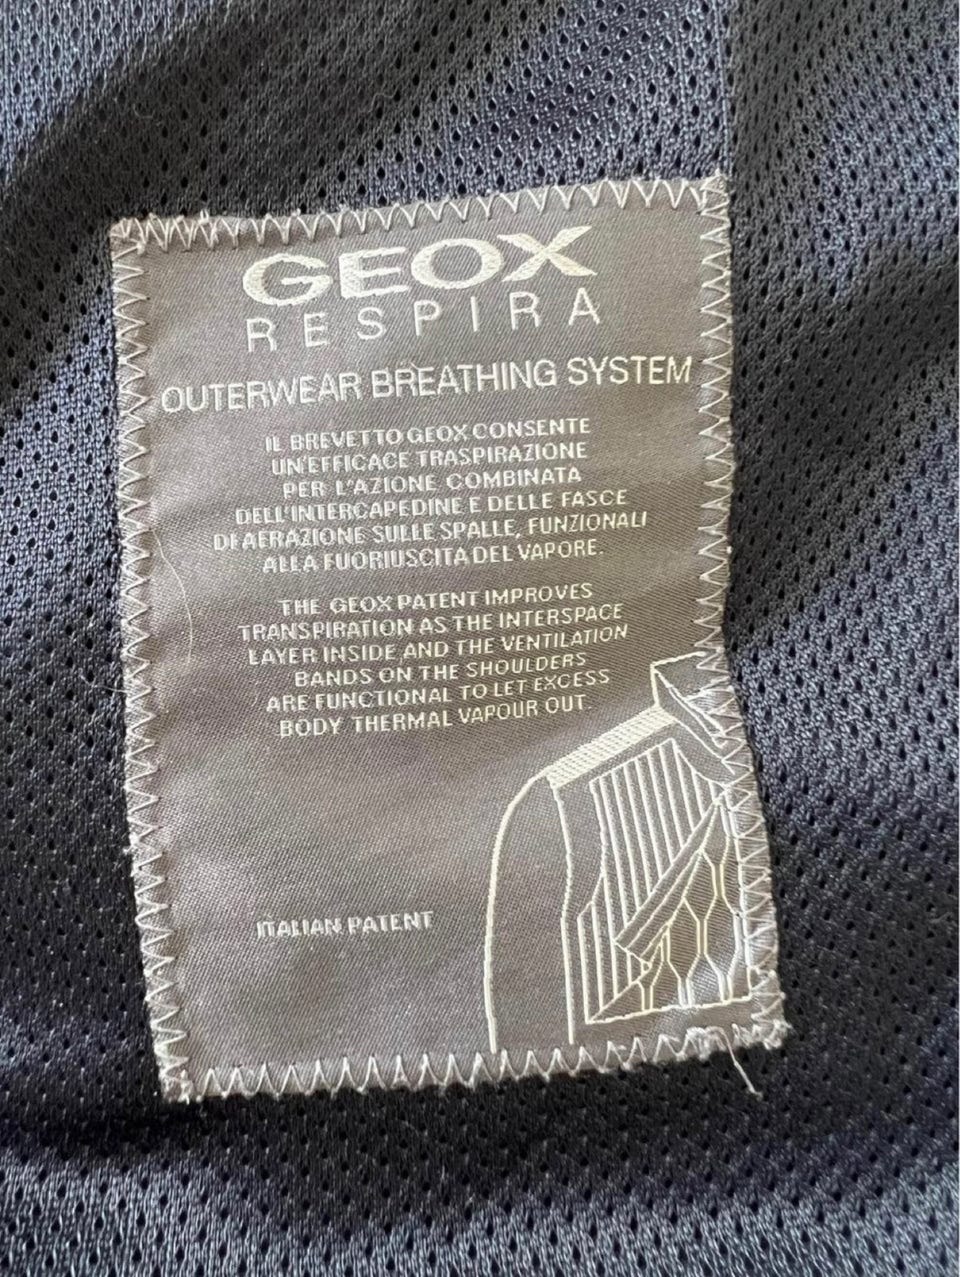 GEOX
RESPIRA
OUTERWEAR BREATHING SYSTEM
IL BREVETTO GEOX CONSENTE
UN'EFFICACE TRASPIRAZIONE
PER L'AZIONE COMBINATA
DELL'INTERCAPEDINE E DELLE FASCE
DI AERAZIONE SULLE SPALLE, FUNZIONALI
ALLA FUORIUSCITA DEL VAPORE.
THE GEOX PATENT IMPROVES
TRANSPIRATION AS THE INTERSPACE
LAYER INSIDE AND THE VENTILATION
BANDS ON THE SHOULDERS
ARE FUNCTIONAL TO LET EXCESS
BODY THERMAL VAPOUR OUT.
ITALIAN PATENT